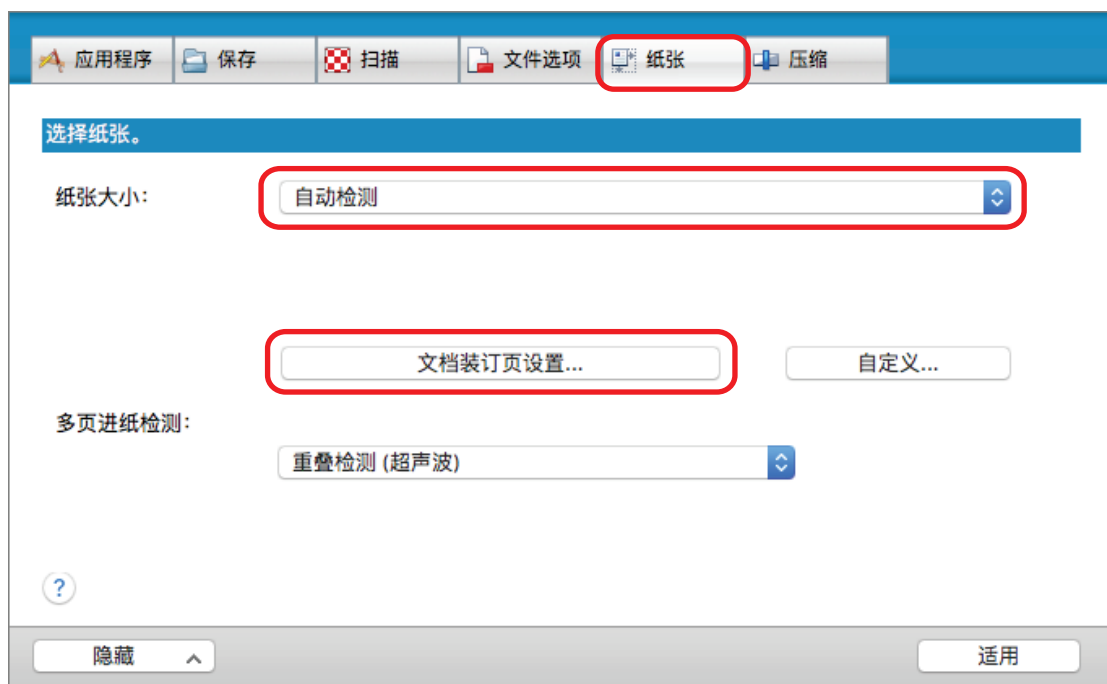 应用程序 保存 扫描 文件选项 纸张 压缩
选择纸张。
纸张大小: 自动检测
文档装订页设置... 自定义...
多页进纸检测:
重叠检测 (超声波)
?
隐藏 适用